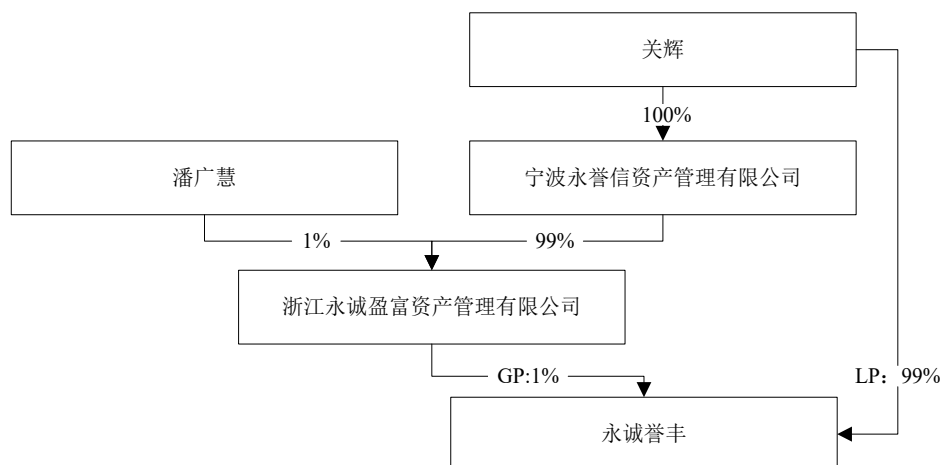 关辉
100%
潘广慧
宁波永誉信资产管理有限公司
1%
99%
浙江永诚盈富资产管理有限公司
GP:1%
LP：99%
永诚誉丰